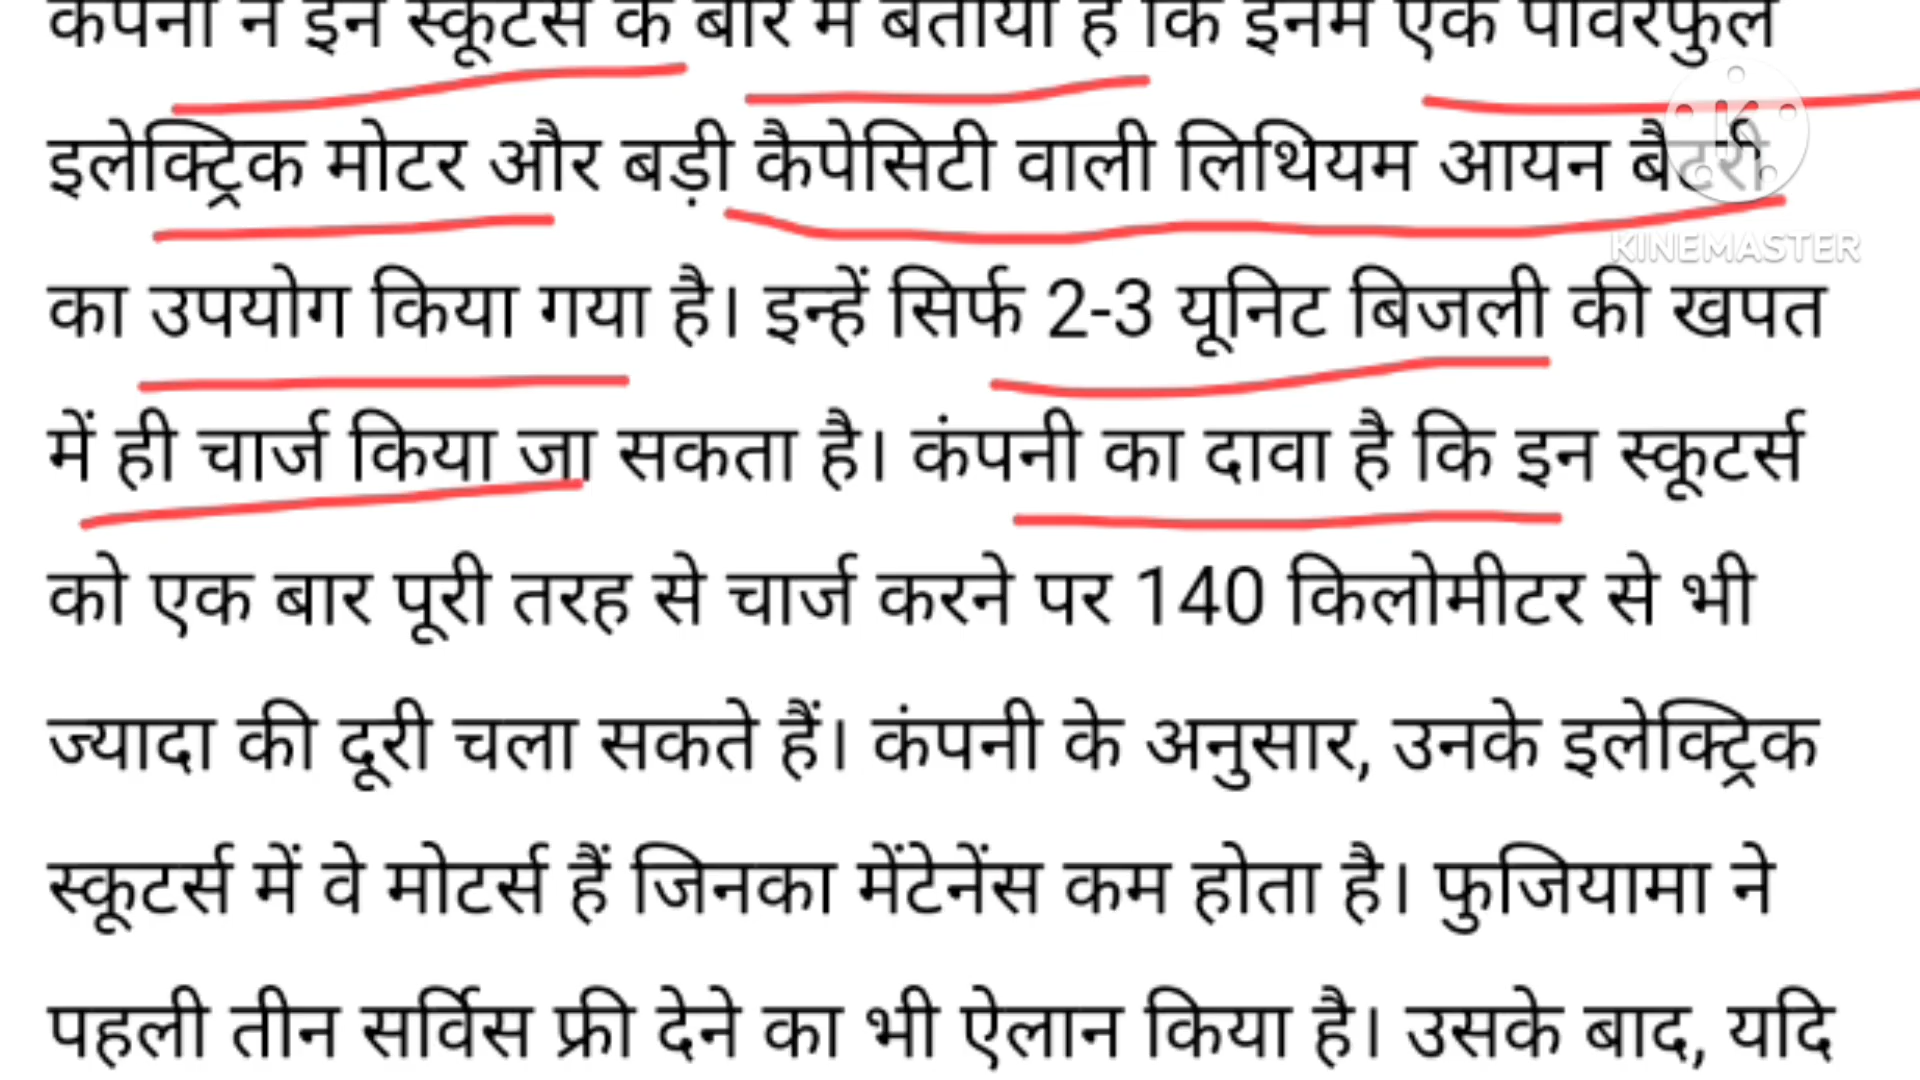 कंपनी ने इन स्कूटर्स के बारे में बताया है कि इनमें एक पावरफुल
इलेक्ट्रिक मोटर और बड़ी कैपेसिटी वाली लिथियम आयन बैटरी
KINEMASTER
का उपयोग किया गया है। इन्हें सिर्फ 2-3 यूनिट बिजली की खपत
में ही चार्ज किया जा सकता है। कंपनी का दावा है कि इन स्कूटर्स
को एक बार पूरी तरह से चार्ज करने पर 140 किलोमीटर से भी
ज्यादा की दूरी चला सकते हैं। कंपनी के अनुसार, उनके इलेक्ट्रिक
स्कूटर्स में वे मोटर्स हैं जिनका मेंटेनेंस कम होता है। फुजियामा ने
पहली तीन सर्विस फ्री देने का भी ऐलान किया है। उसके बाद, यदि